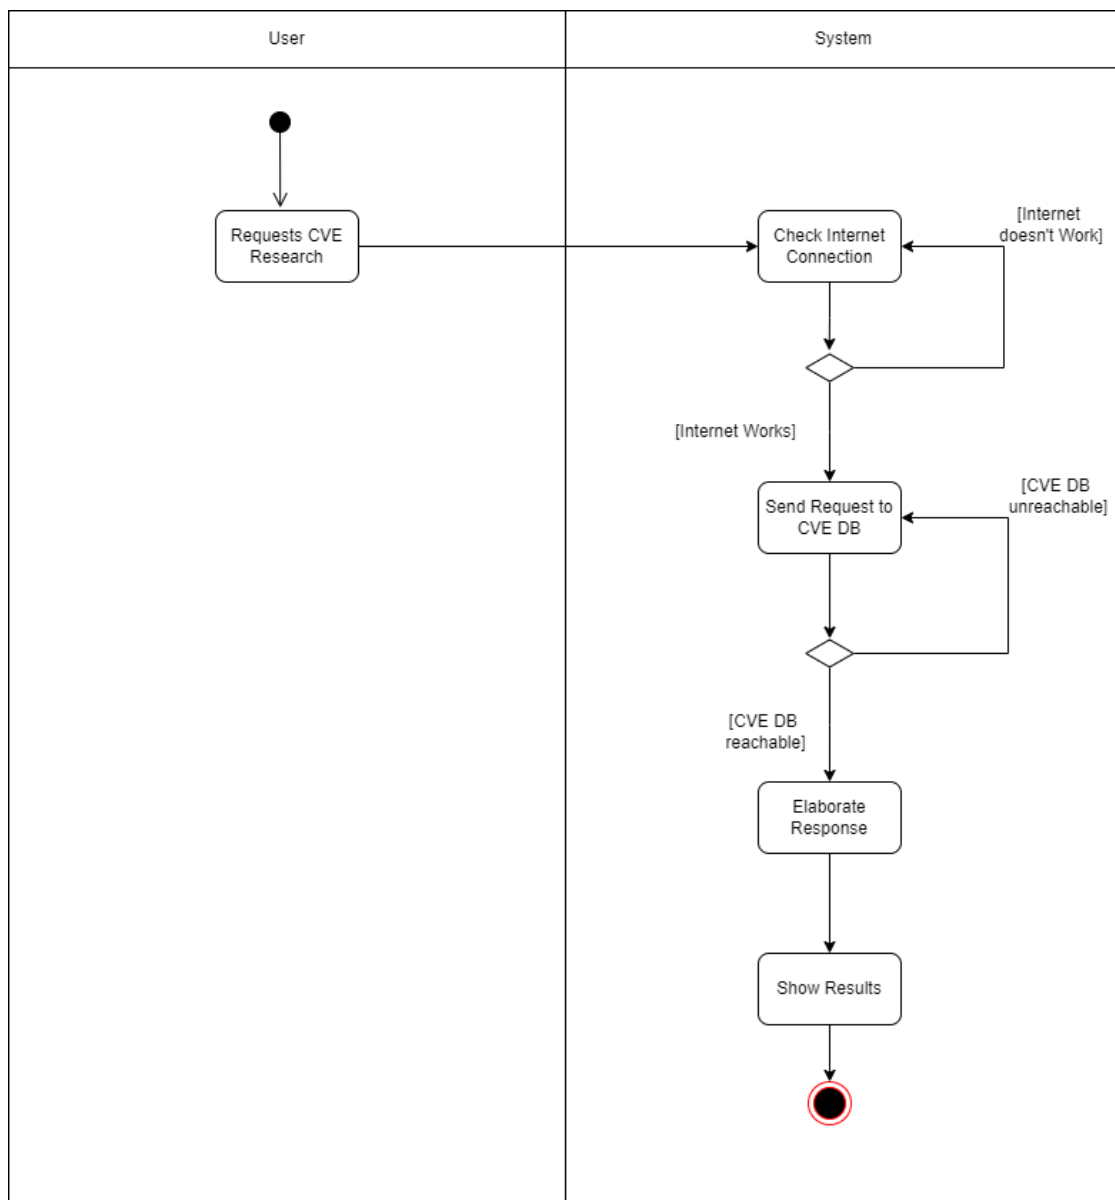 User
System
[Internet
doesn't Work]
Requests CVE
Research
Check Internet
Connection
[Internet Works]
[CVE DB
unreachable]
Send Request to
CVE DB
[CVE DB
reachable]
Elaborate
Response
Show Results